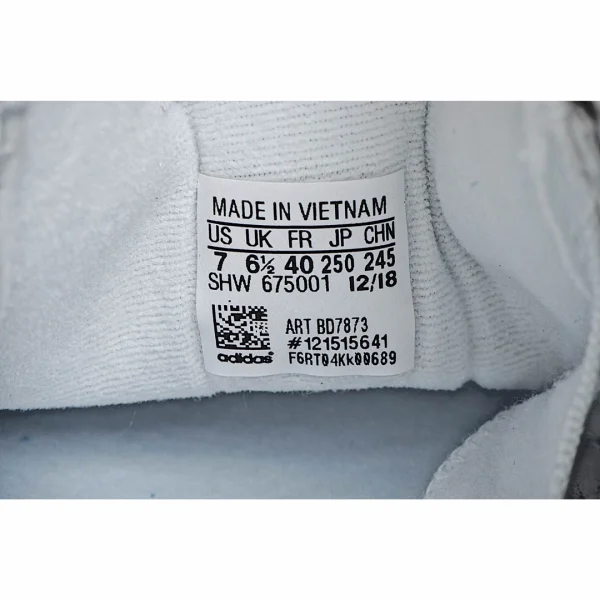 MADE IN VIETNAM
US UK FR JP CHN
7 6½ 40 250 245
SHW 675001 12/18
ART BD7873
#121515641
adidas F6RT04Kk00689